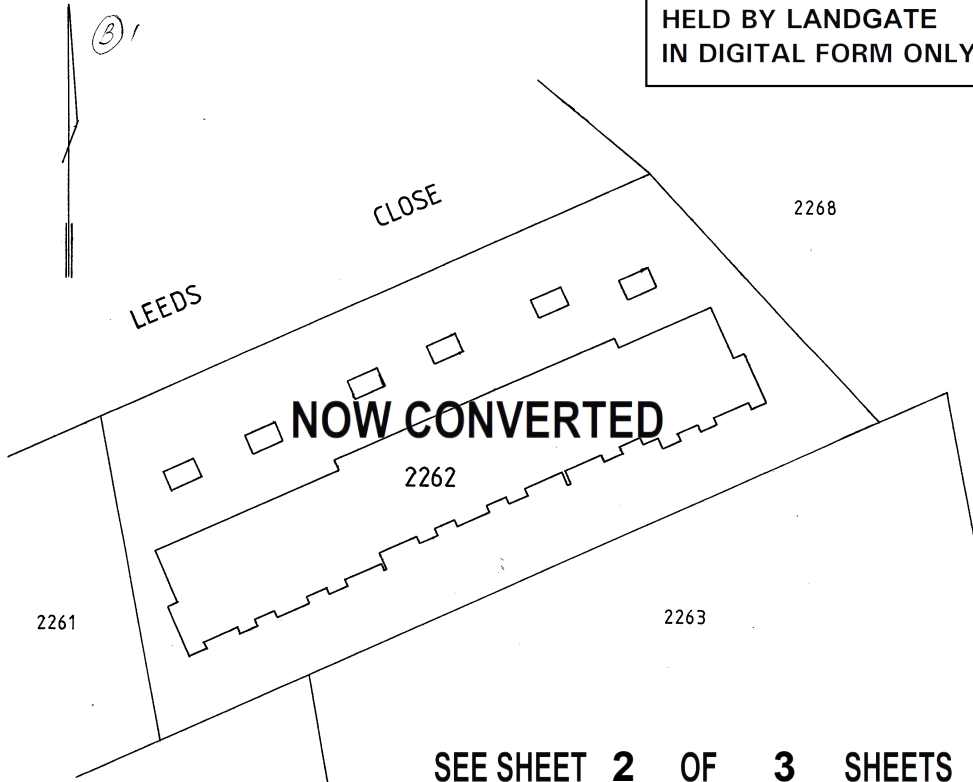 HELD BY LANDGATE
IN DIGITAL FORM ONLY
B
CLOSE
LEEDS
2268
NOW CONVERTED
2262
2261
2263
SEE SHEET 2 OF 3 SHEETS